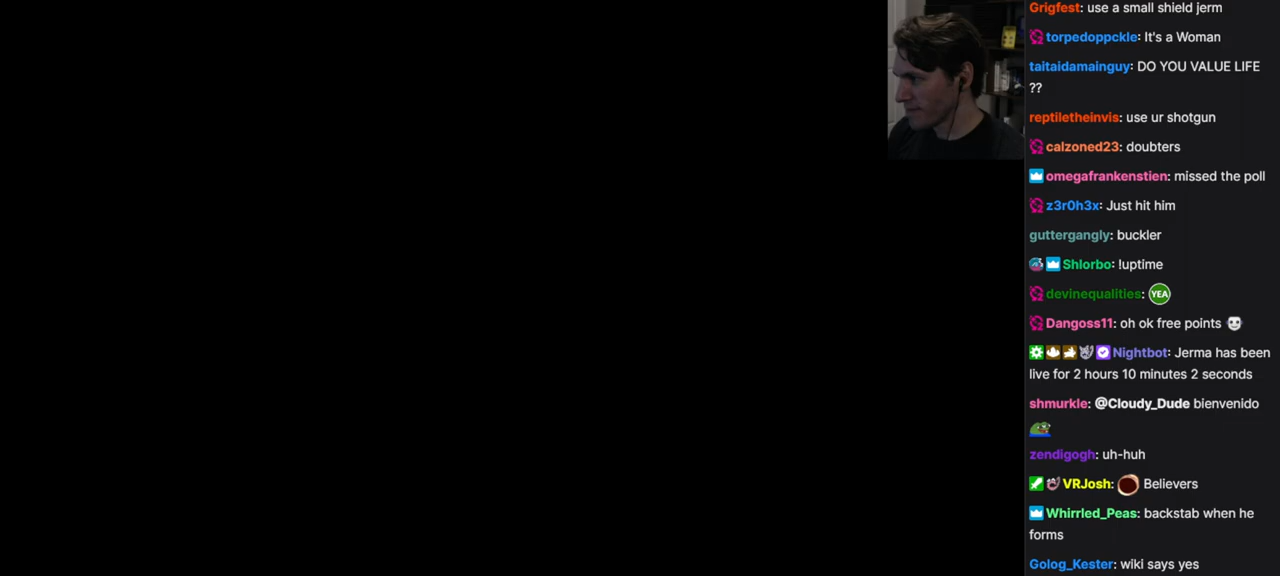 Grigfest: use a small shield jerm
torpedoppckle: It's a Woman
taitaidamainguy: DO YOU VALUE LIFE
??
reptiletheinvis: use ur shotgun
calzoned23: doubters
omegafrankenstien: missed the poll
z3r0h3x: Just hit him
guttergangly: buckler
Shlorbo: !uptime
devinequalities: YEA
Dangoss11: oh ok free points
Nightbot: Jerma has been
live for 2 hours 10 minutes 2 seconds
shmurkle: @Cloudy_Dude bienvenido
zendigogh: uh-huh
VRJosh: Believers
Whirrled_Peas: backstab when he
forms
Golog_Kester: wiki says yes